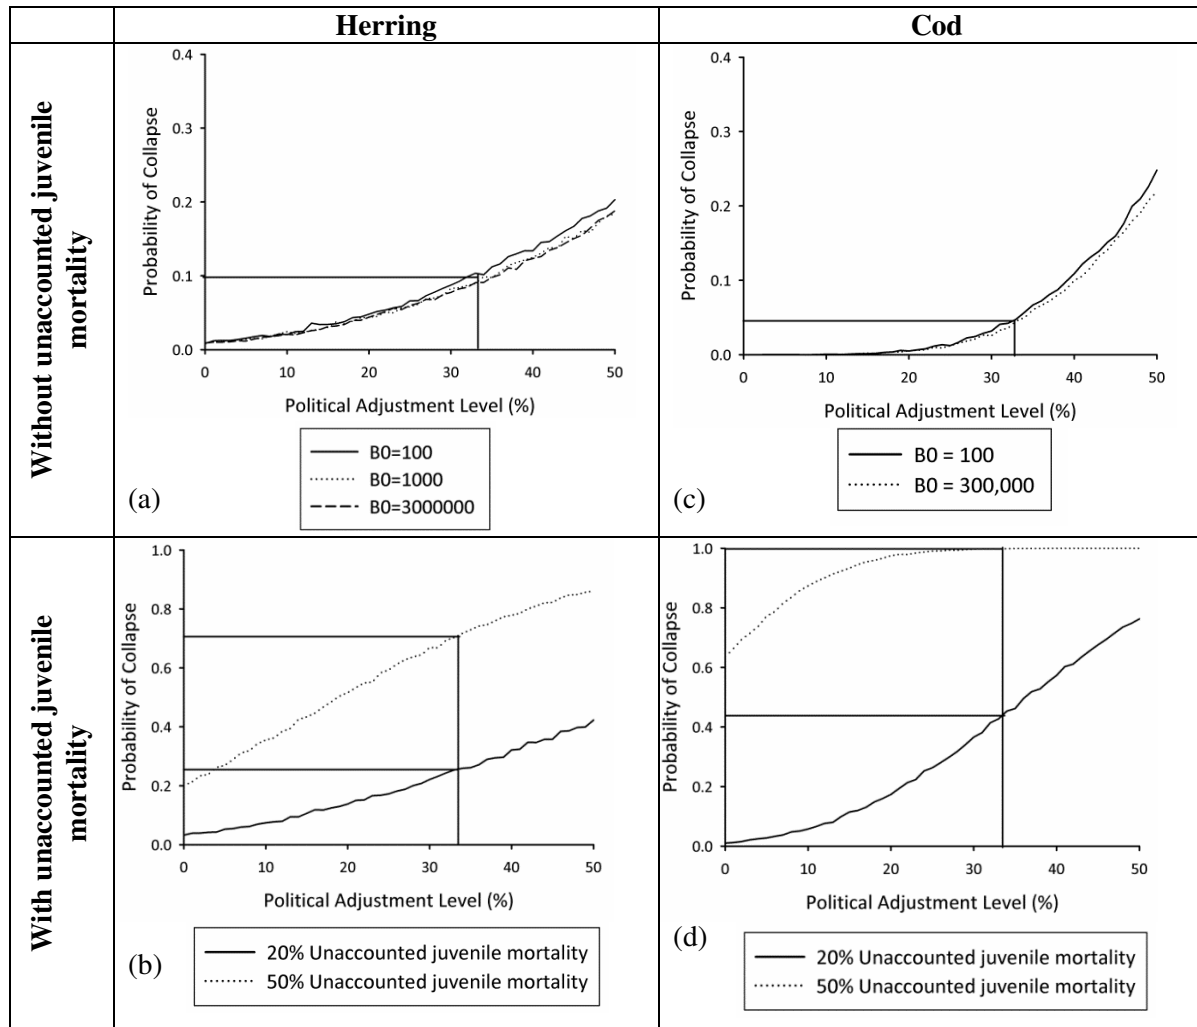 Herring
Cod
Without unaccounted juvenile
mortality
0.4
0.3
0.2
0.1
0.0
Probability of Collapse
0 10 20 30 40 50
Political Adjustment Level (%)
B0=100
B0=1000
B0=3000000
(a)
0.4
0.3
0.2
0.1
0.0
Probability of Collapse
0 10 20 30 40 50
Political Adjustment Level (%)
B0 = 100
B0 = 300,000
(c)
With unaccounted juvenile
mortality
1.0
0.8
0.6
0.4
0.2
0.0
Probability of Collapse
0 10 20 30 40 50
Political Adjustment Level (%)
20% Unaccounted juvenile mortality
50% Unaccounted juvenile mortality
(b)
1.0
0.8
0.6
0.4
0.2
0.0
Probability of Collapse
0 10 20 30 40 50
Political Adjustment Level (%)
20% Unaccounted juvenile mortality
50% Unaccounted juvenile mortality
(d)